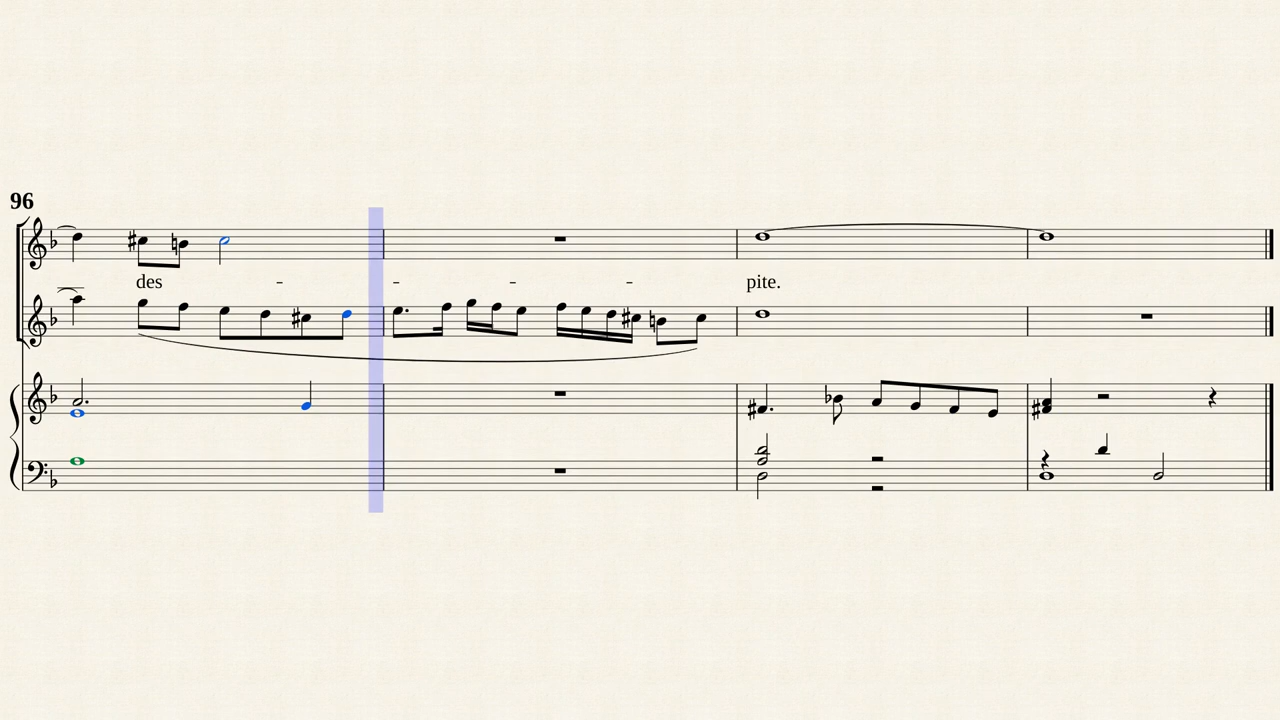 96
des - - - - pite.